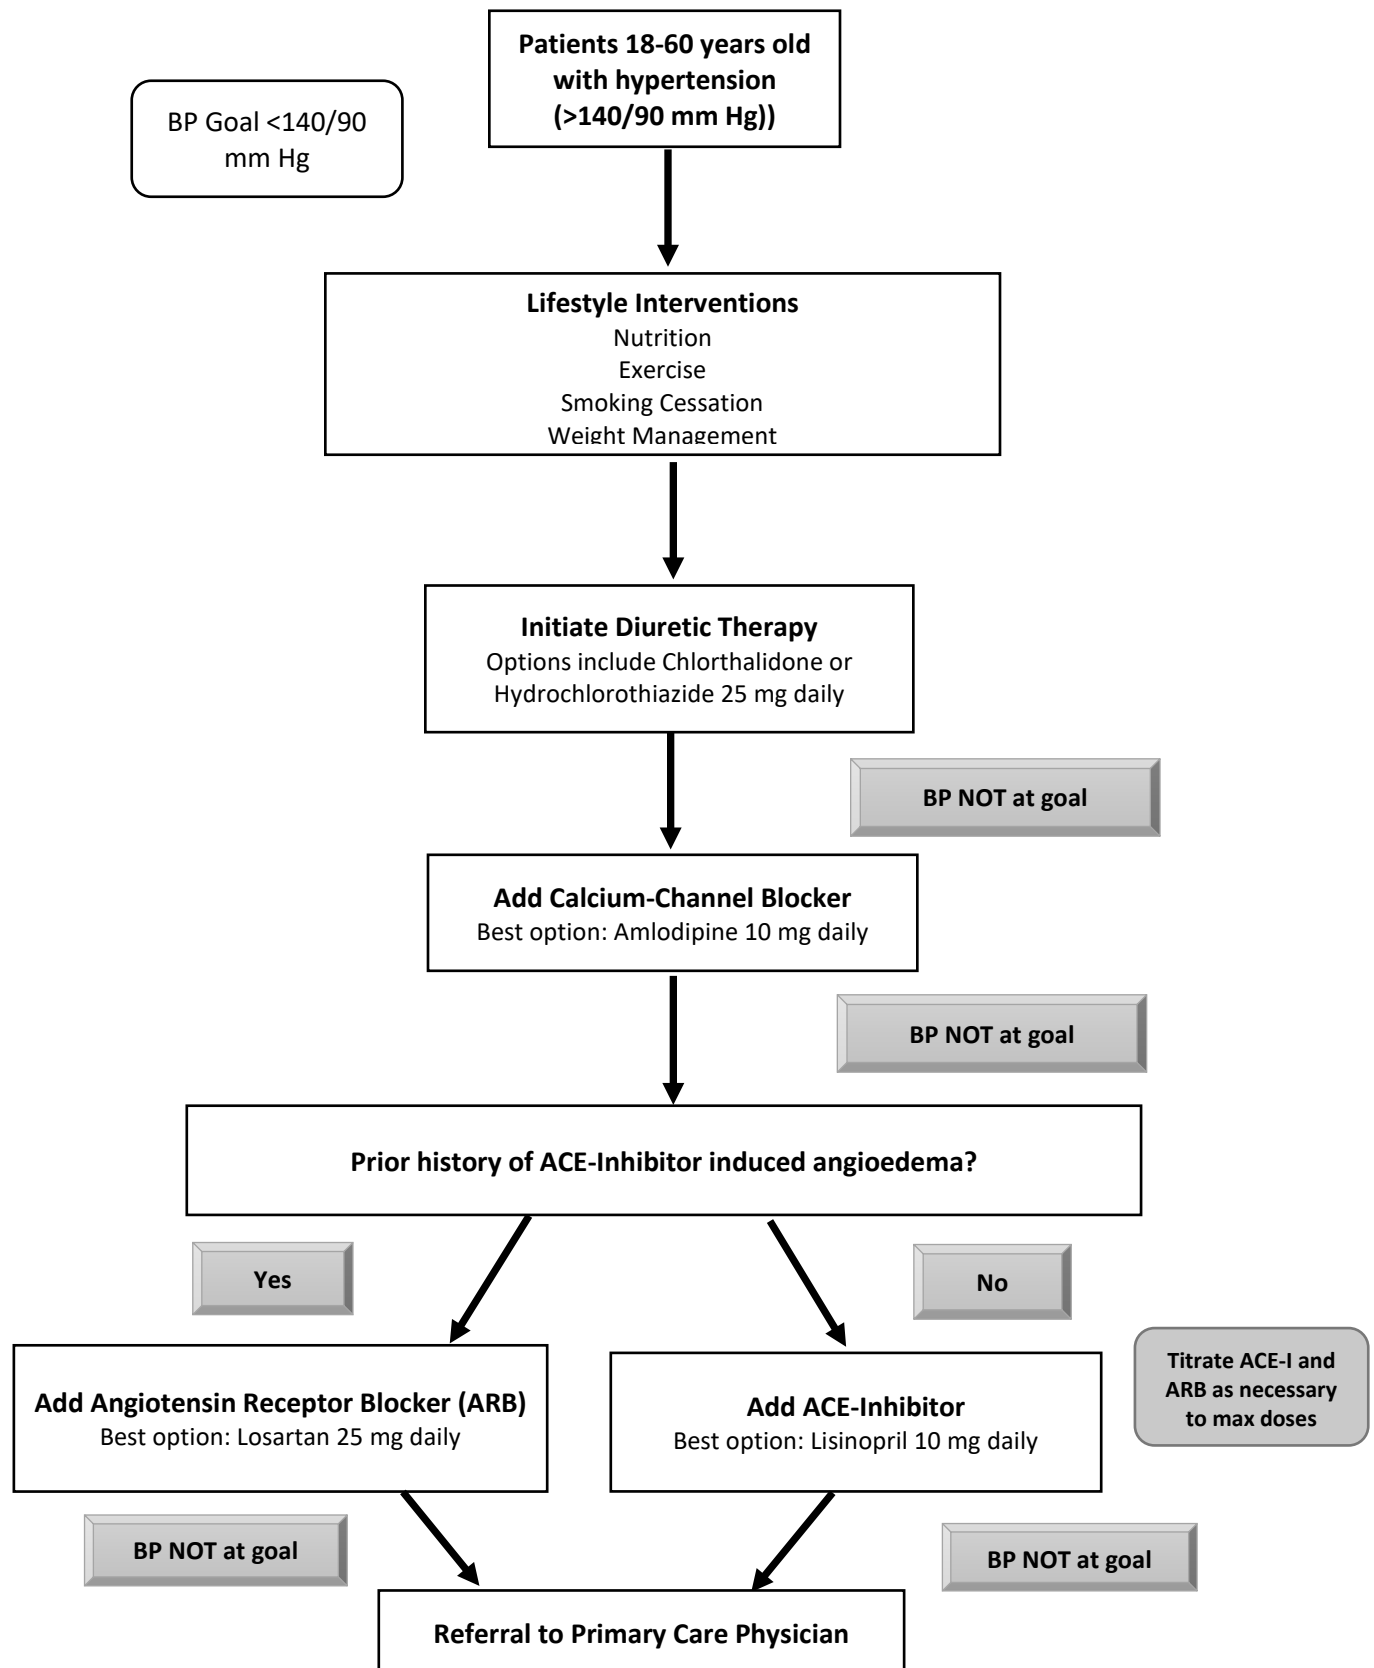 Patients 18-60 years old
with hypertension
(>140/90 mm Hg))
BP Goal <140/90
mm Hg
Lifestyle Interventions
Nutrition
Exercise
Smoking Cessation
Weight Management
Initiate Diuretic Therapy
Options include Chlorthalidone or
Hydrochlorothiazide 25 mg daily
BP NOT at goal
Add Calcium-Channel Blocker
Best option: Amlodipine 10 mg daily
BP NOT at goal
Prior history of ACE-Inhibitor induced angioedema?
Yes
No
Add Angiotensin Receptor Blocker (ARB)
Best option: Losartan 25 mg daily
Add ACE-Inhibitor
Best option: Lisinopril 10 mg daily
Titrate ACE-I and
ARB as necessary
to max doses
BP NOT at goal
BP NOT at goal
Referral to Primary Care Physician